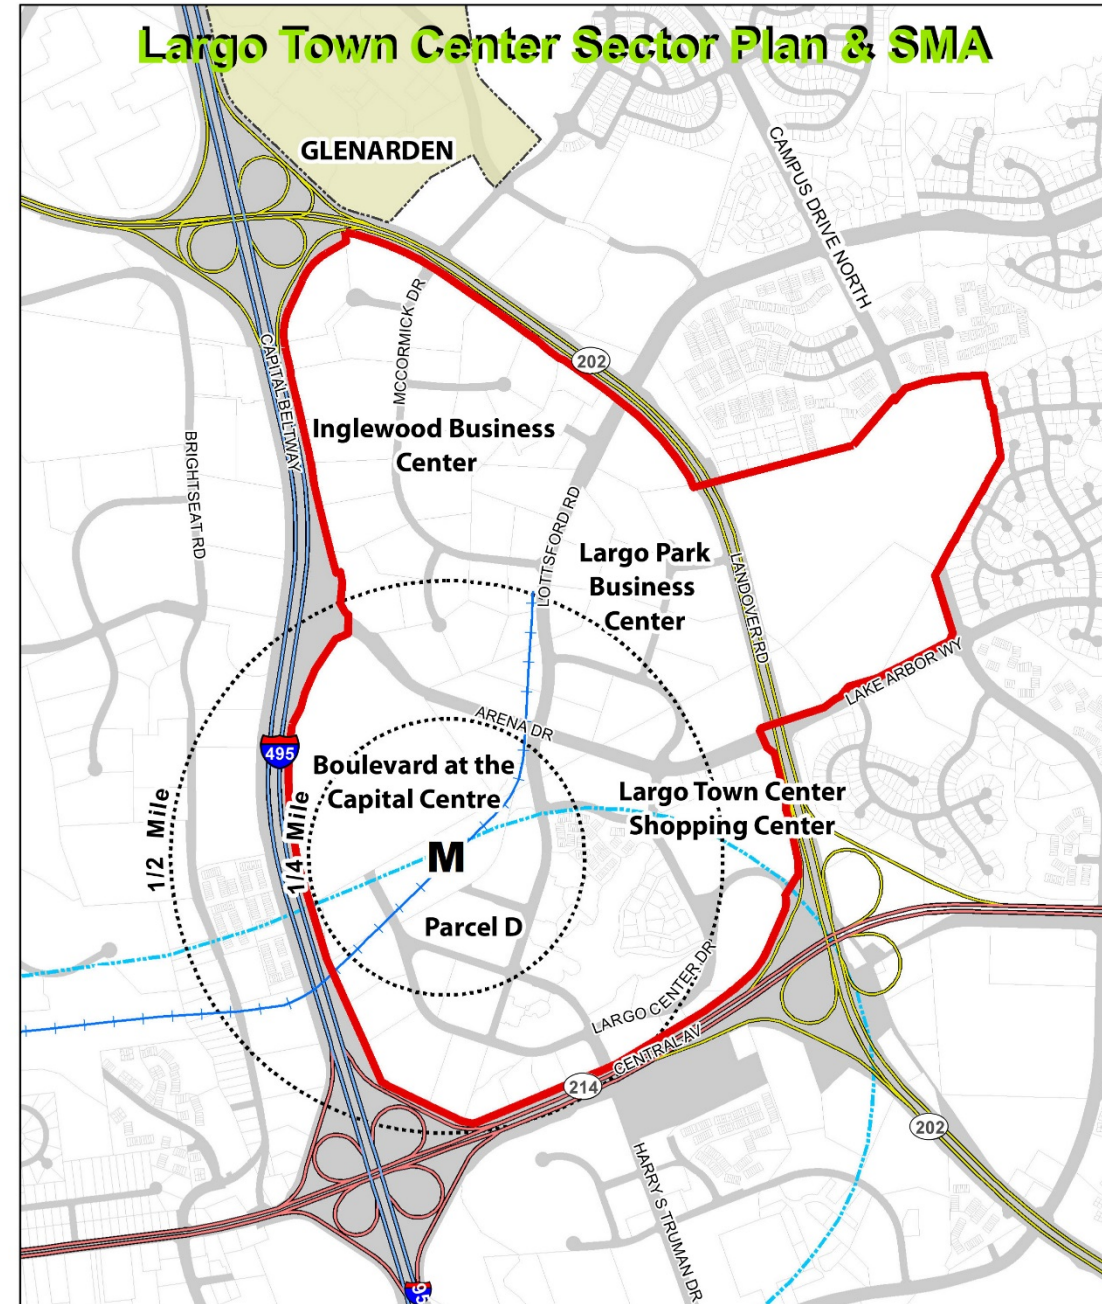 Largo Town Center Sector Plan & SMA
GLENARDEN
CAMPUS DRIVE NORTH
MCCORMICK DR
202
CAPITAL BELTWAY
Inglewood Business
Center
BRIGHTSEAT RD
LOTTSFORD RD
Largo Park
Business
Center
LANDOVER RD
LAKE ARBOR WY
ARENA DR
495
Boulevard at the
Capital Centre
Largo Town Center
Shopping Center
1/2 Mile
1/4 Mile
M
Parcel D
LARGO CENTER DR
CENTRAL AV
214
202
HARRY S TRUMAN DR